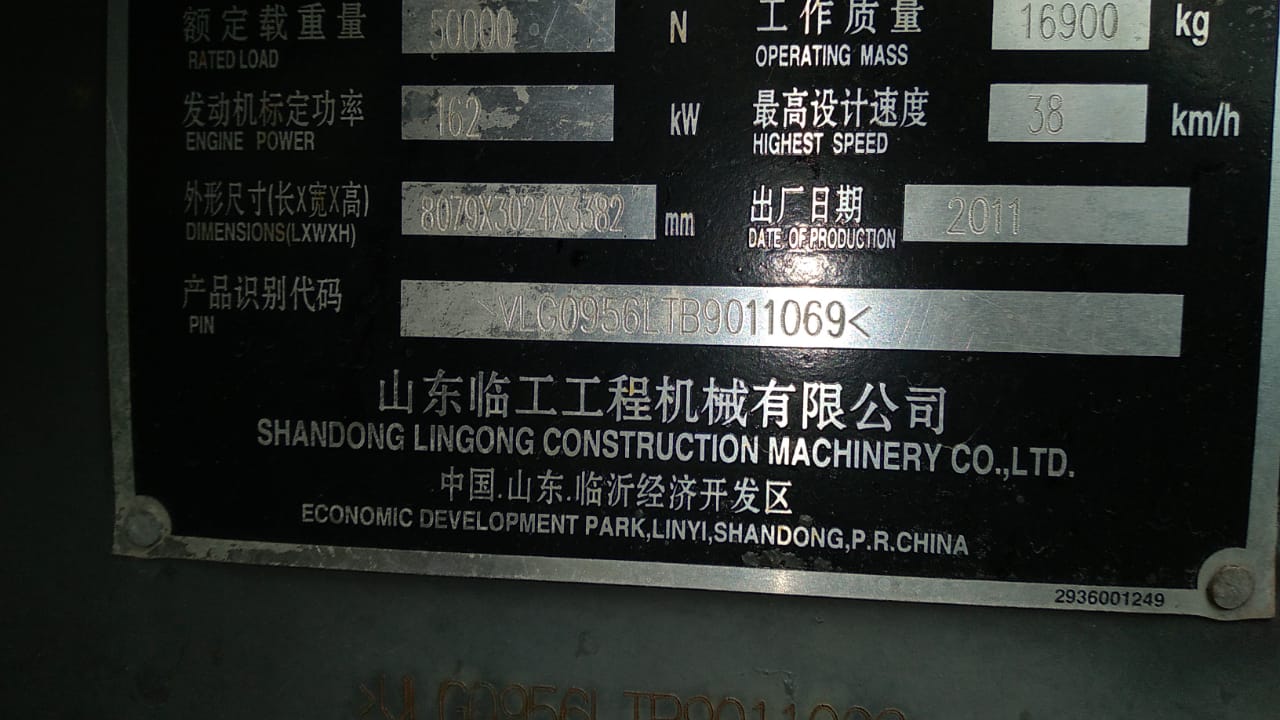 额定载重量 50000 N 工作质量 16900 kg
RATED LOAD OPERATING MASS
发动机标定功率 162 kW 最高设计速度 38 km/h
ENGINE POWER HIGHEST SPEED
外形尺寸(长X宽X高) 8079X3024X3382 mm 出厂日期 2011
DIMENSIONS(LXWXH) DATE OF PRODUCTION
产品识别代码 >VLG0956LTB9011069<
PIN
山东临工工程机械有限公司
SHANDONG LINGONG CONSTRUCTION MACHINERY CO.,LTD.
中国.山东.临沂经济开发区
ECONOMIC DEVELOPMENT PARK,LINYI,SHANDONG,P.R.CHINA
2936001249